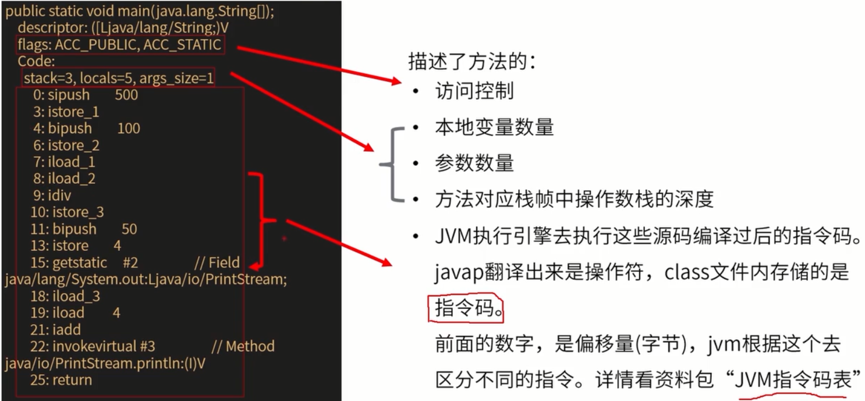 public static void main(java.lang.String[]);
descriptor: ([Ljava/lang/String;)V
flags: ACC_PUBLIC, ACC_STATIC
Code:
stack=3, locals=5, args_size=1
0: sipush 500
3: istore_1
4: bipush 100
6: istore_2
7: iload_1
8: iload_2
9: idiv
10: istore_3
11: bipush 50
13: istore 4
15: getstatic #2 // Field
java/lang/System.out:Ljava/io/PrintStream;
18: iload_3
19: iload 4
21: iadd
22: invokevirtual #3 // Method
java/io/PrintStream.println:(I)V
25: return
描述了方法的：
• 访问控制
• 本地变量数量
• 参数数量
• 方法对应栈帧中操作数栈的深度
• JVM执行引擎去执行这些源码编译过后的指令码。
javap翻译出来是操作符，class文件内存储的是
指令码。
前面的数字，是偏移量(字节)，jvm根据这个去
区分不同的指令。详情看资料包“JVM指令码表”